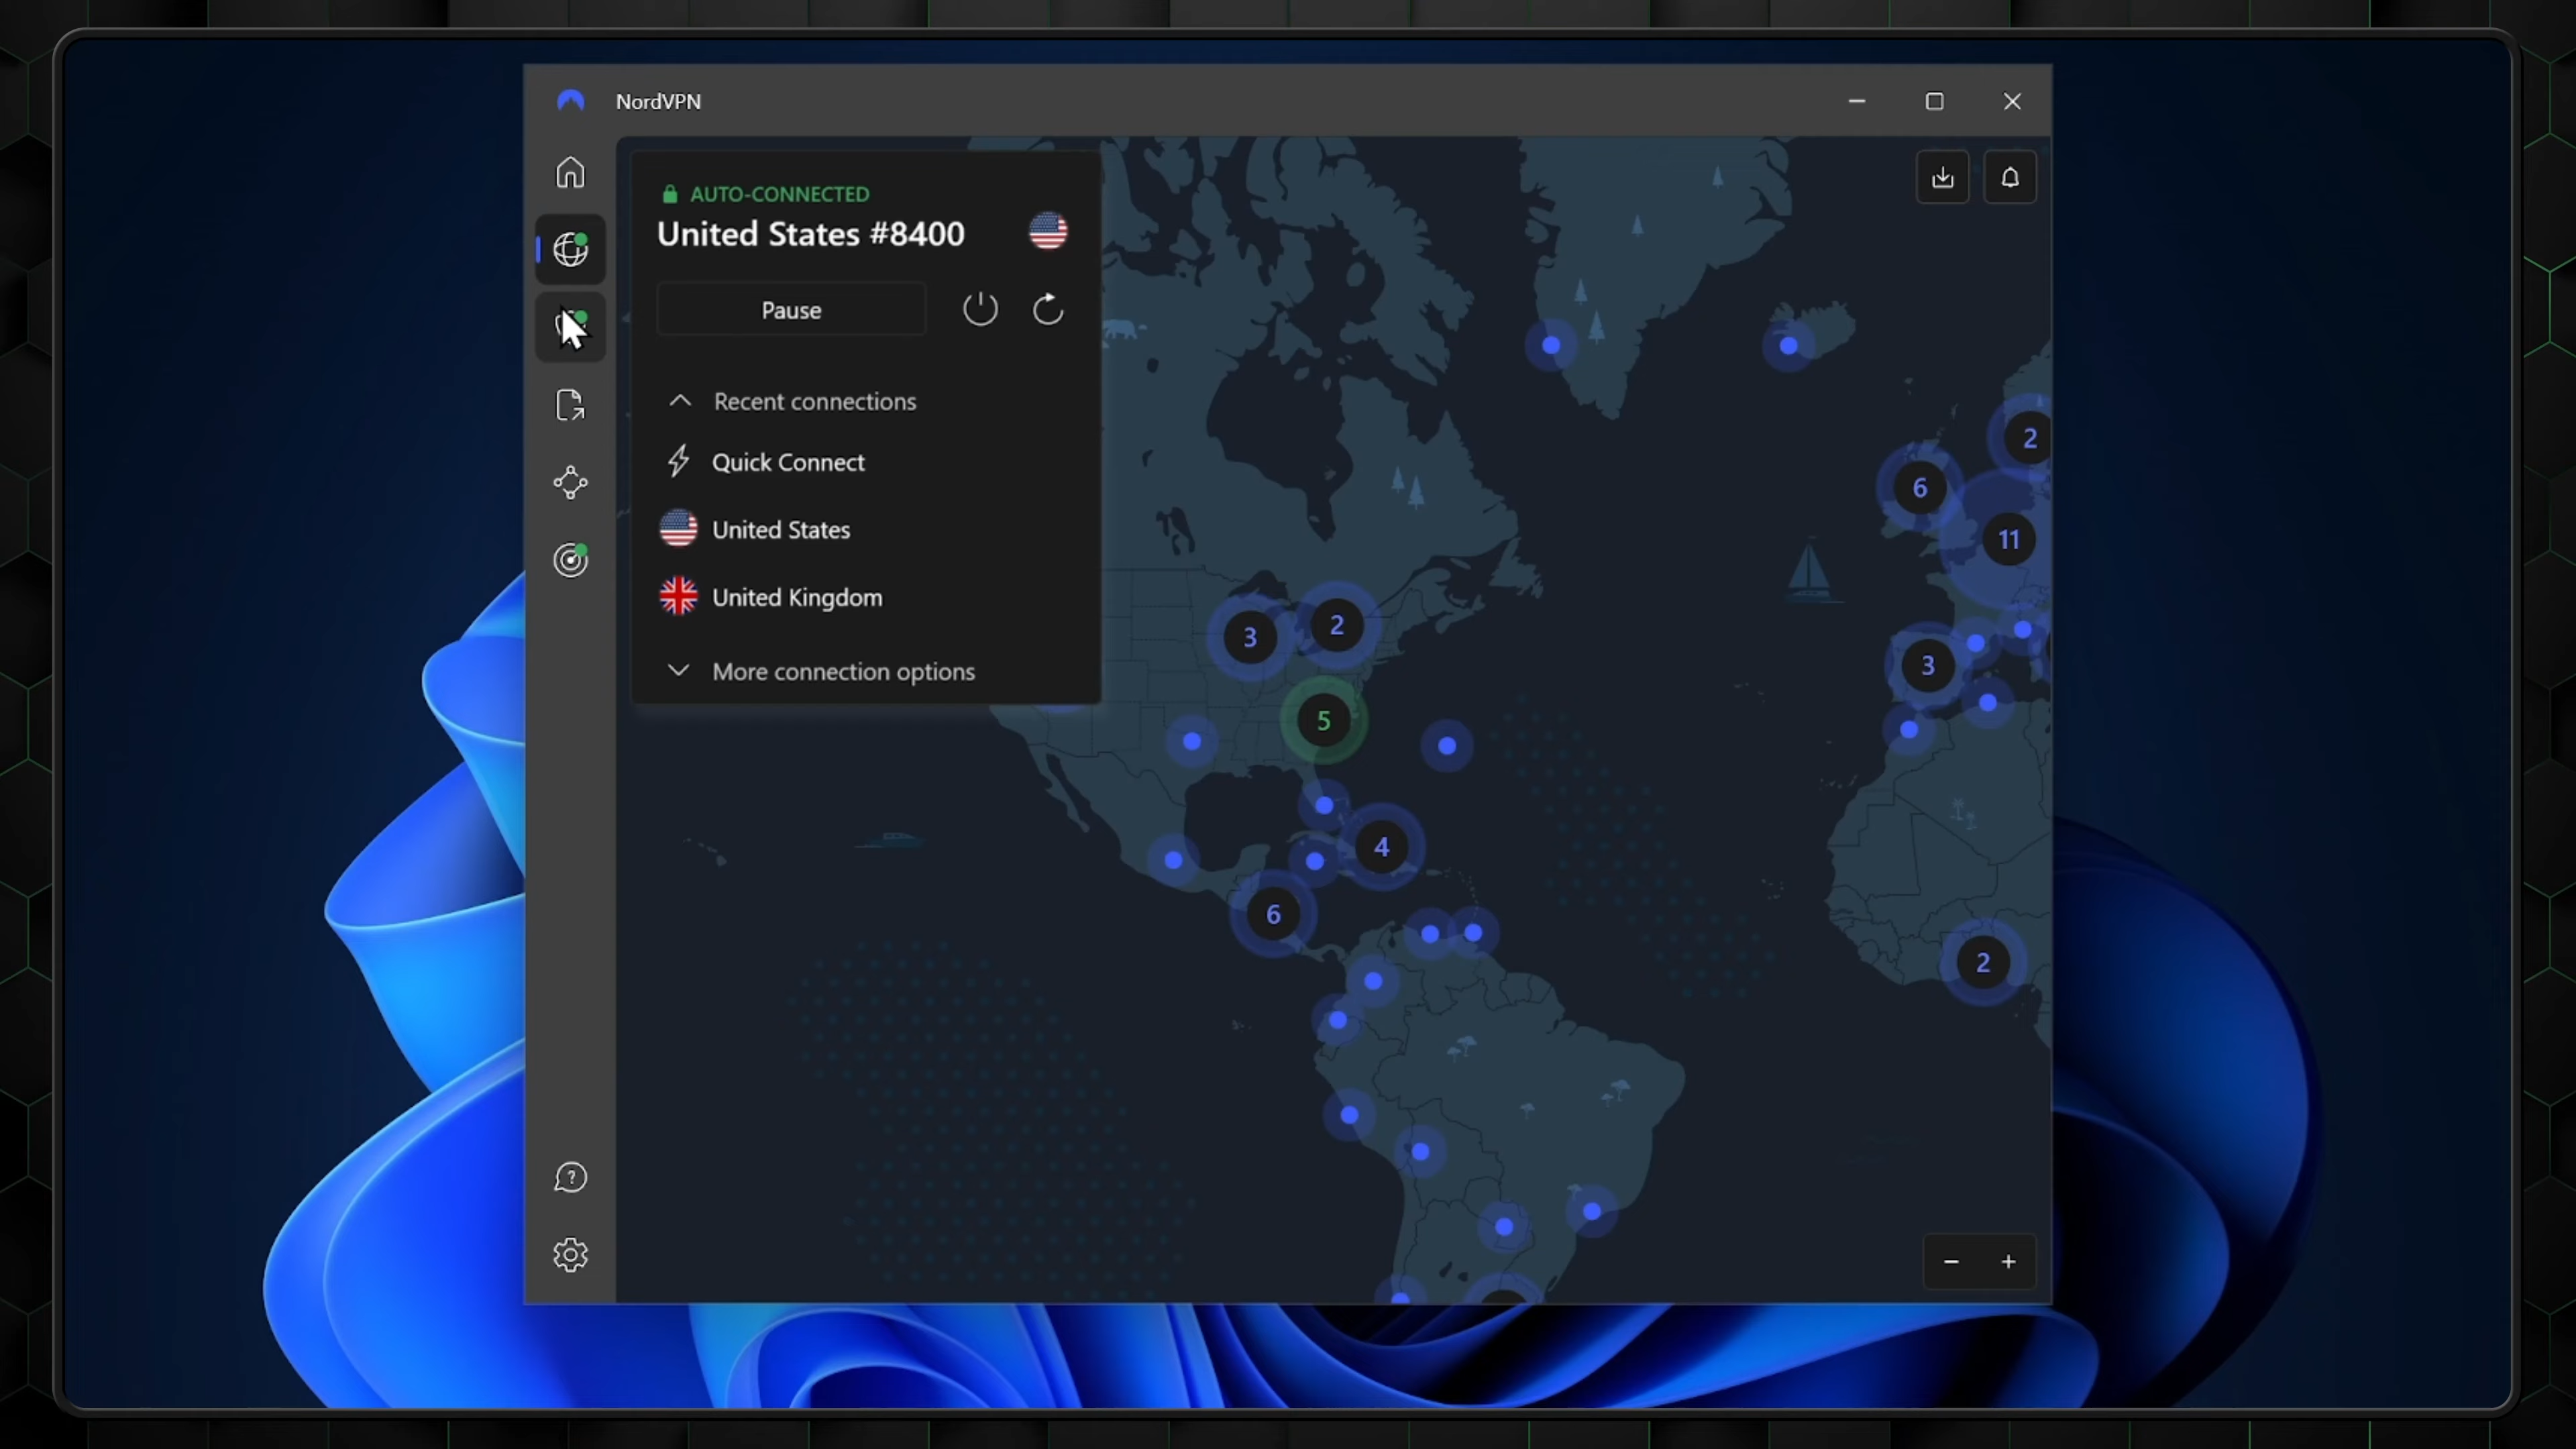 NordVPN
AUTO-CONNECTED
United States #8400
Pause
Recent connections
Quick Connect
United States
United Kingdom
More connection options
2
6
11
3
2
3
5
4
6
2
?
− +